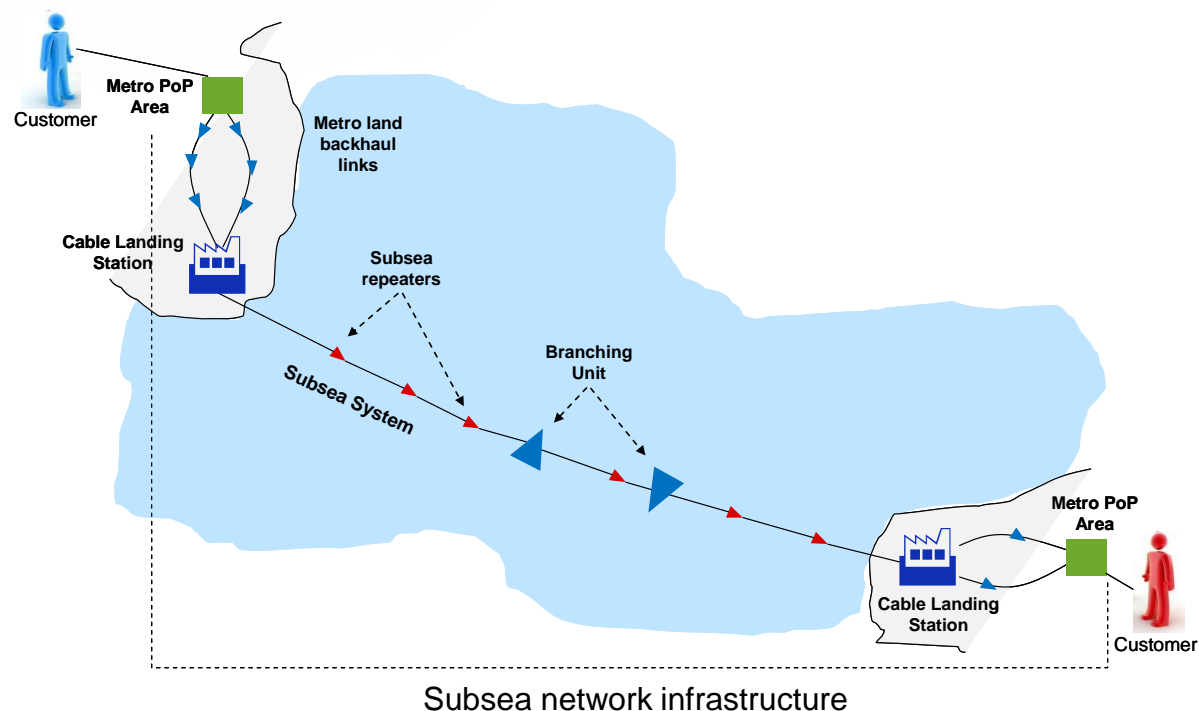 Metro PoP
Area
Customer
Metro land
backhaul
links
Cable Landing
Station
Subsea
repeaters
Branching
Unit
Subsea System
Metro PoP
Area
Cable Landing
Station
Customer
Subsea network infrastructure